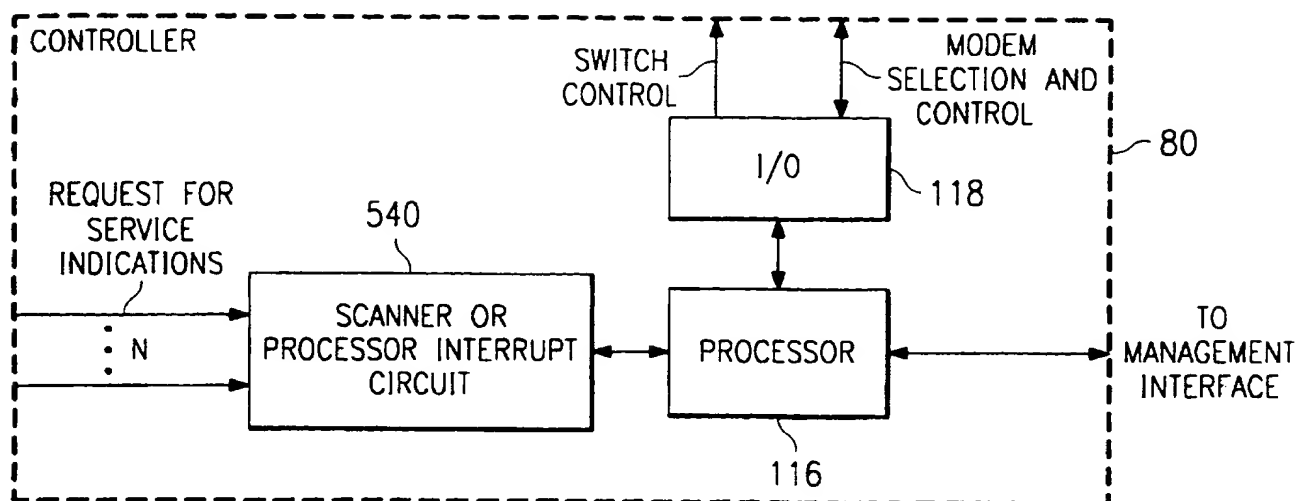 CONTROLLER
SWITCH
CONTROL
MODEM
SELECTION AND
CONTROL
80
I/O
118
REQUEST FOR
SERVICE
INDICATIONS
540
N
SCANNER OR
PROCESSOR INTERRUPT
CIRCUIT
PROCESSOR
116
TO
MANAGEMENT
INTERFACE